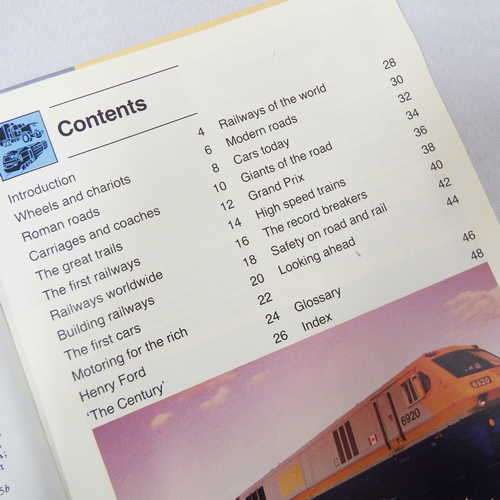 Contents
Introduction 4
Wheels and chariots 6
Roman roads 8
Carriages and coaches 10
The great trails 12
The first railways 14
Railways worldwide 16
Building railways 18
The first cars 20
Motoring for the rich 22
Henry Ford 24
'The Century' 26
Railways of the world 28
Modern roads 30
Cars today 32
Giants of the road 34
Grand Prix 36
High speed trains 38
The record breakers 40
Safety on road and rail 42
Looking ahead 44
Glossary 46
Index 48
6920
6920